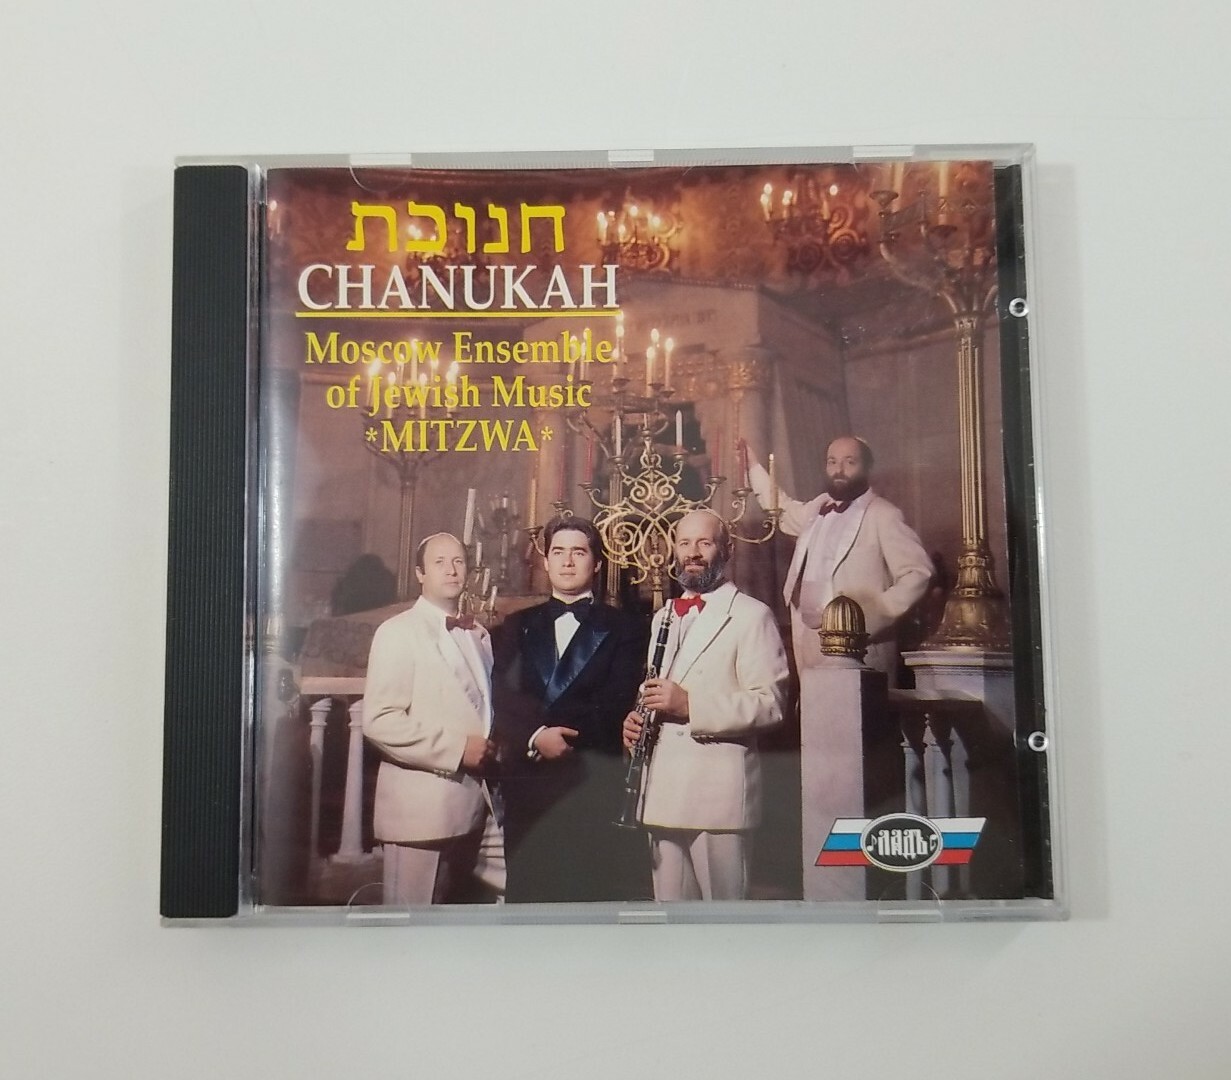 חנוכת
CHANUKAH
Moscow Ensemble
of Jewish Music
*MITZWA*
ЛАДЪ